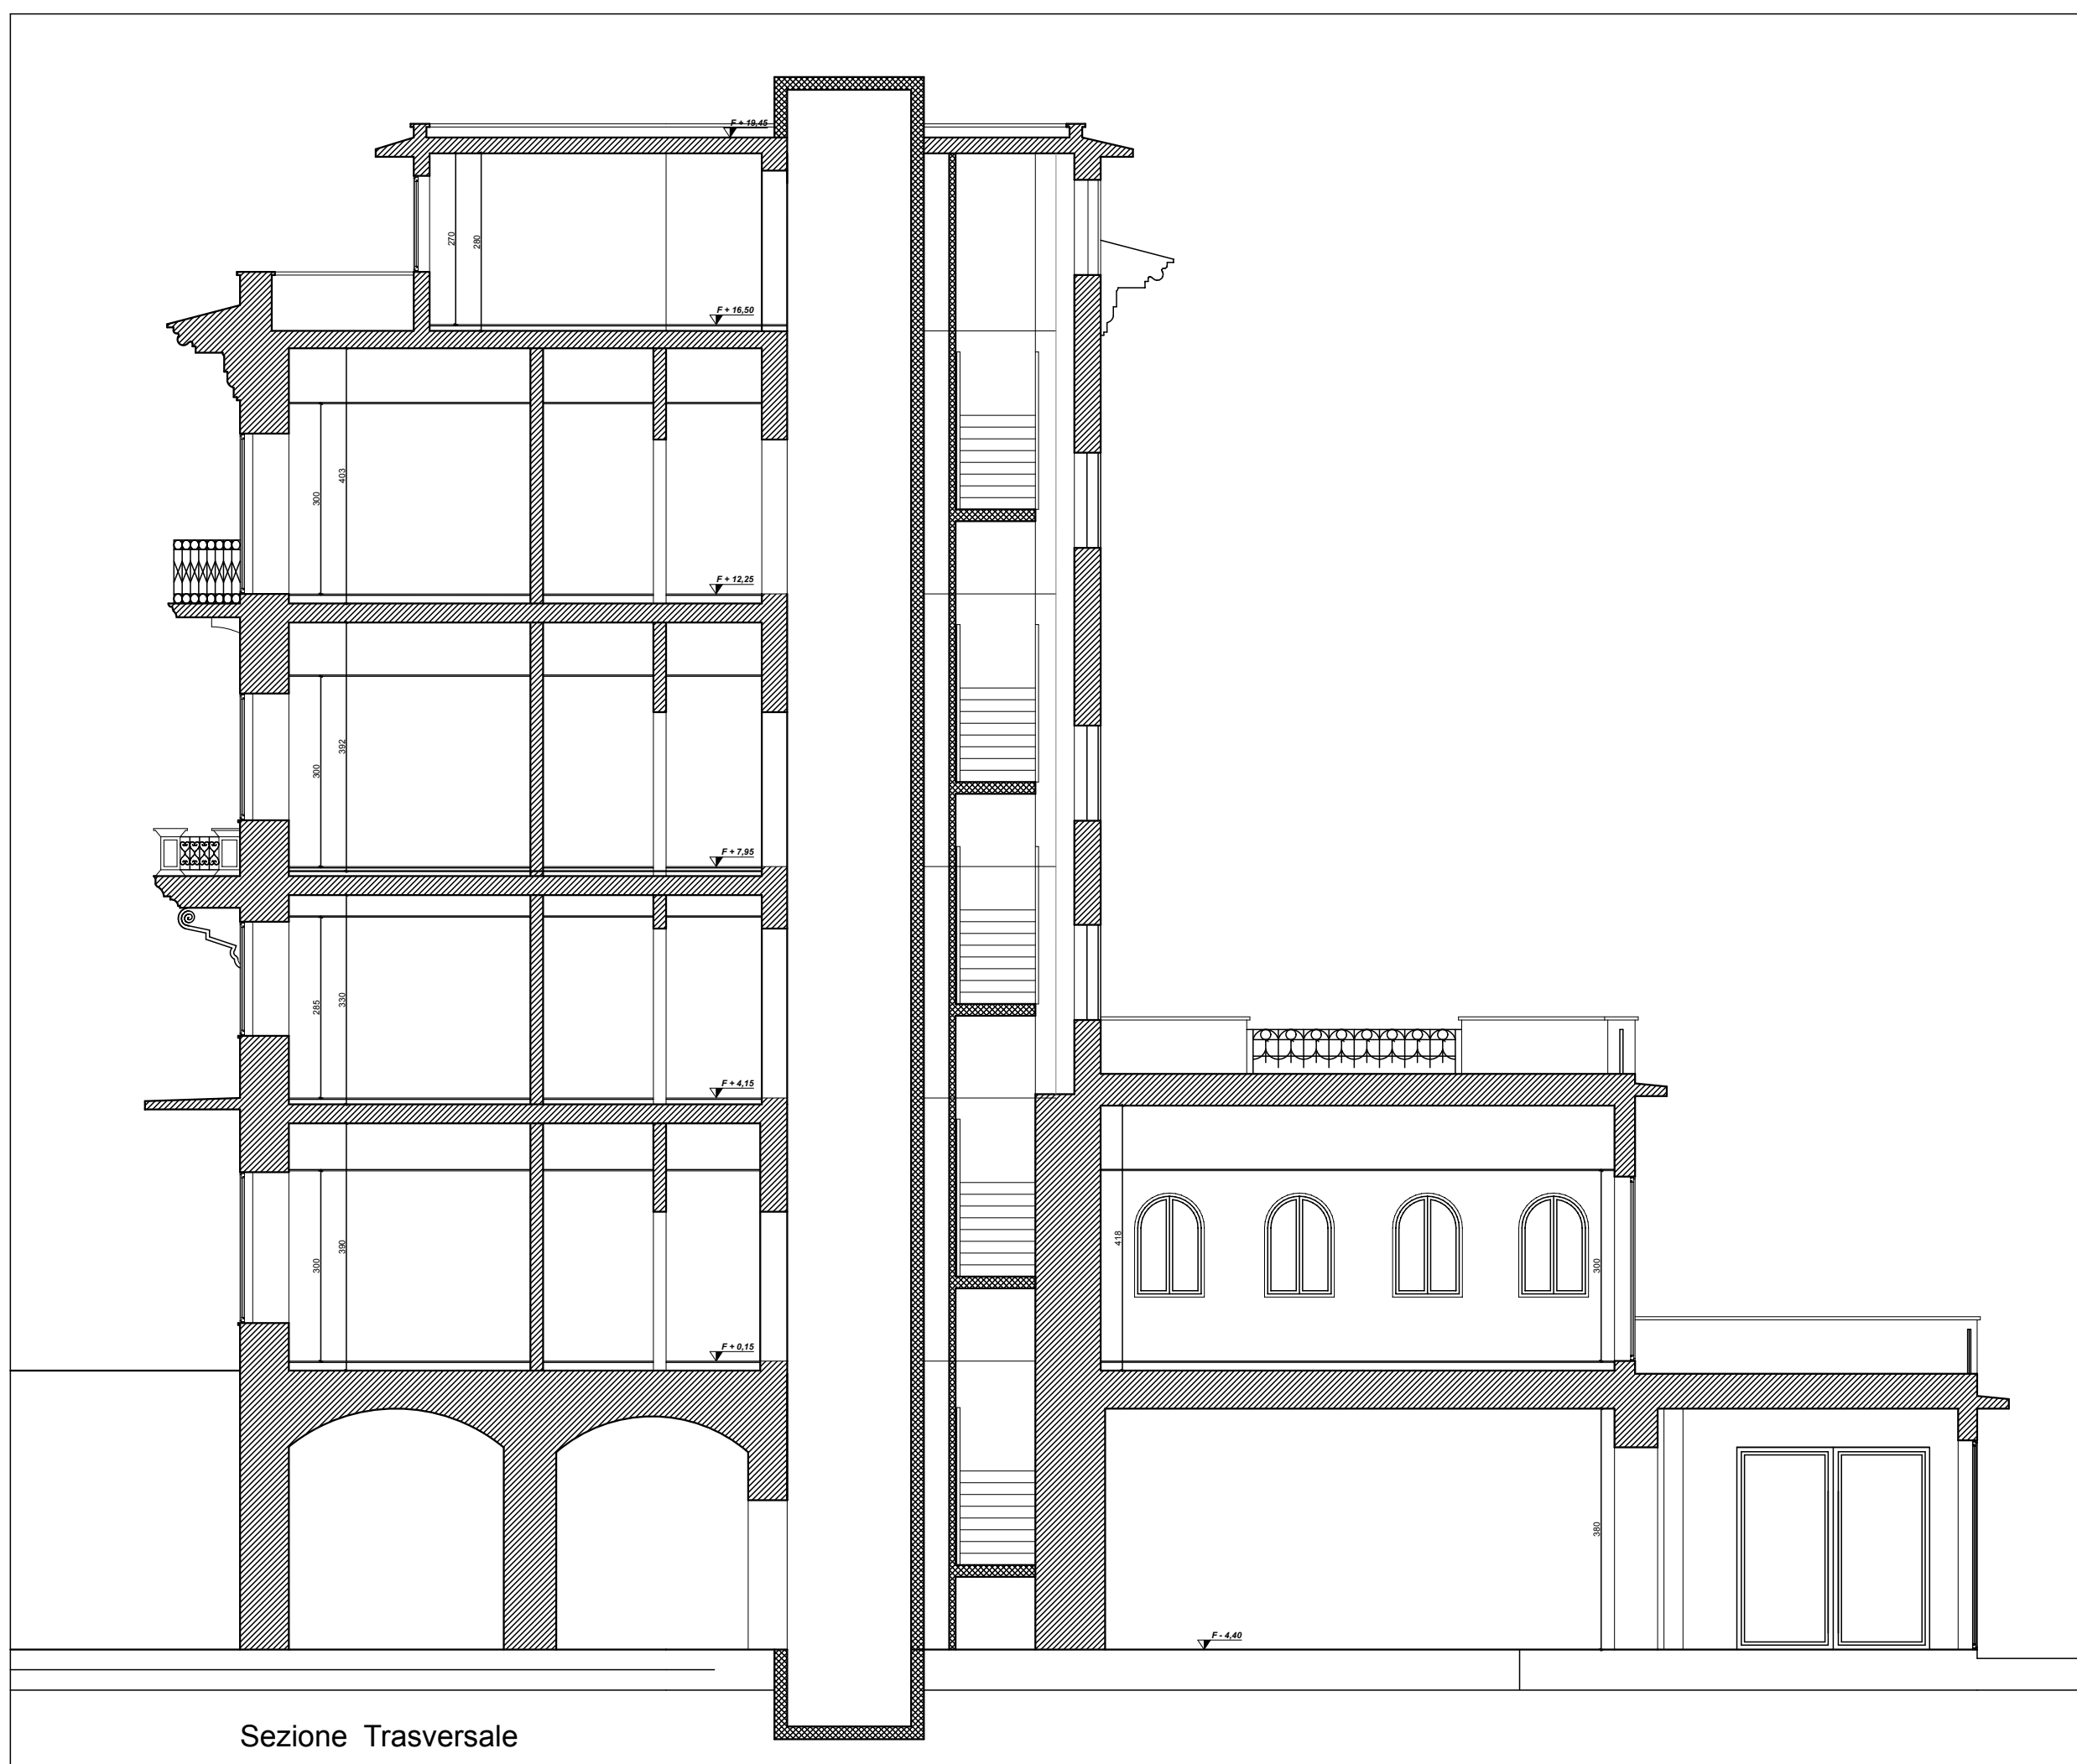 F + 19,45
270
280
F + 16,50
403
300
F + 12,25
392
300
F + 7,95
285
330
F + 4,15
418
300
390
300
F + 0,15
380
F - 4,40
Sezione Trasversale